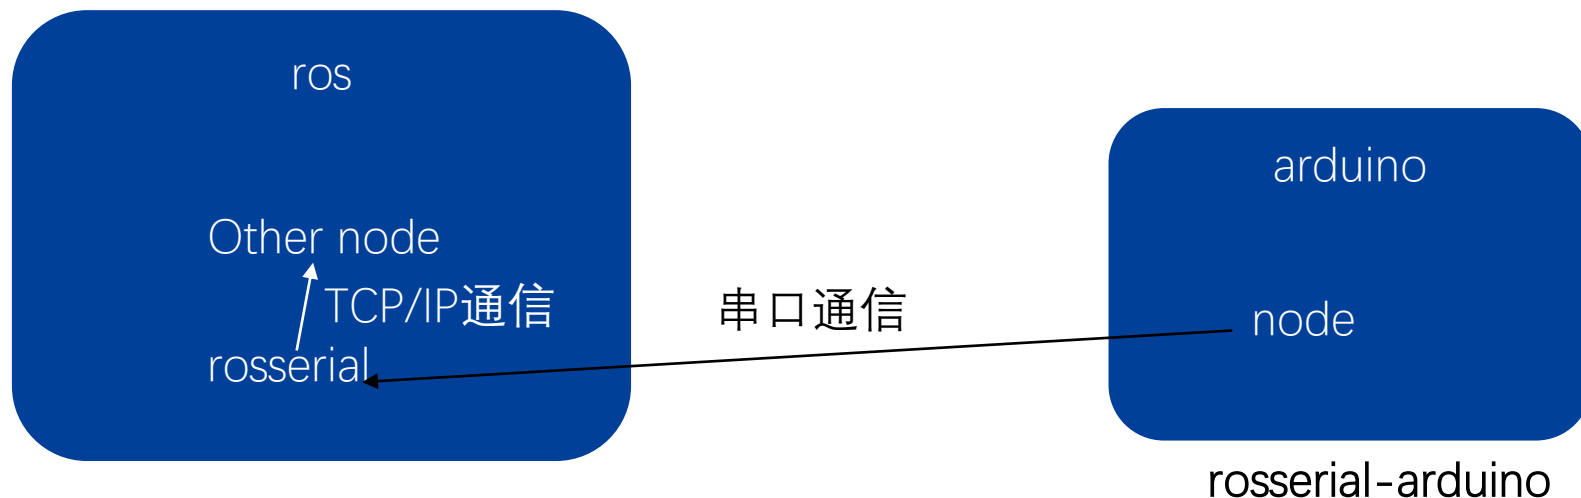 ros
Other node
TCP/IP通信
rosserial
串口通信
arduino
node
rosserial-arduino